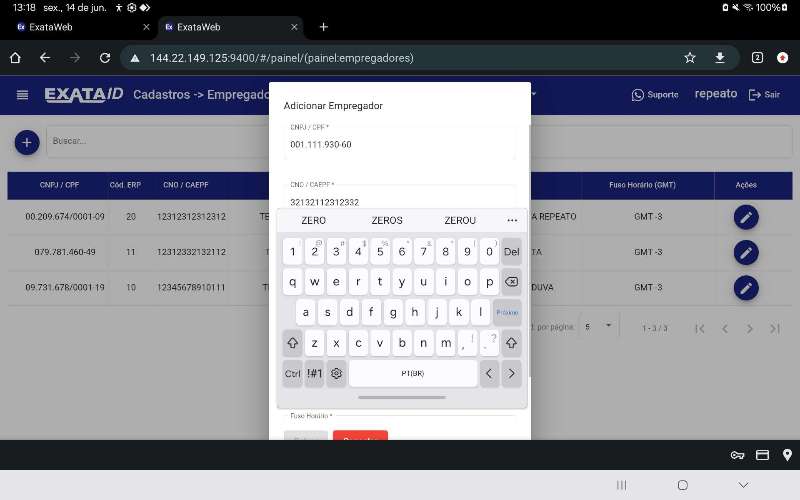 13:18 sex., 14 de jun. 100%
Ex ExataWeb Ex ExataWeb
144.22.149.125:9400/#/painel/(painel:empregadores) 2
EXATA ID Cadastros -> Empregado Suporte repeato Sair
Adicionar Empregador
CNPJ / CPF *
001.111.930-60
CNO / CAEPF *
32132112312332
Buscar...
CNPJ / CPF Cód. ERP CNO / CAEPF Fuso Horário (GMT) Ações
00.209.674/0001-09 20 12312312312312 TE A REPEATO GMT -3
079.781.460-49 11 12312332132112 TA GMT -3
09.731.678/0001-19 10 12345678910111 DUVA GMT -3
por página: 5 1 - 3 / 3
ZERO ZEROS ZEROU ...
1 2 3 4 5 6 7 8 9 0 Del
q w e r t y u i o p
a s d f g h j k l Próximo
z x c v b n m , ! . ?
Ctrl !#1 PT(BR) < >
Fuso Horário *